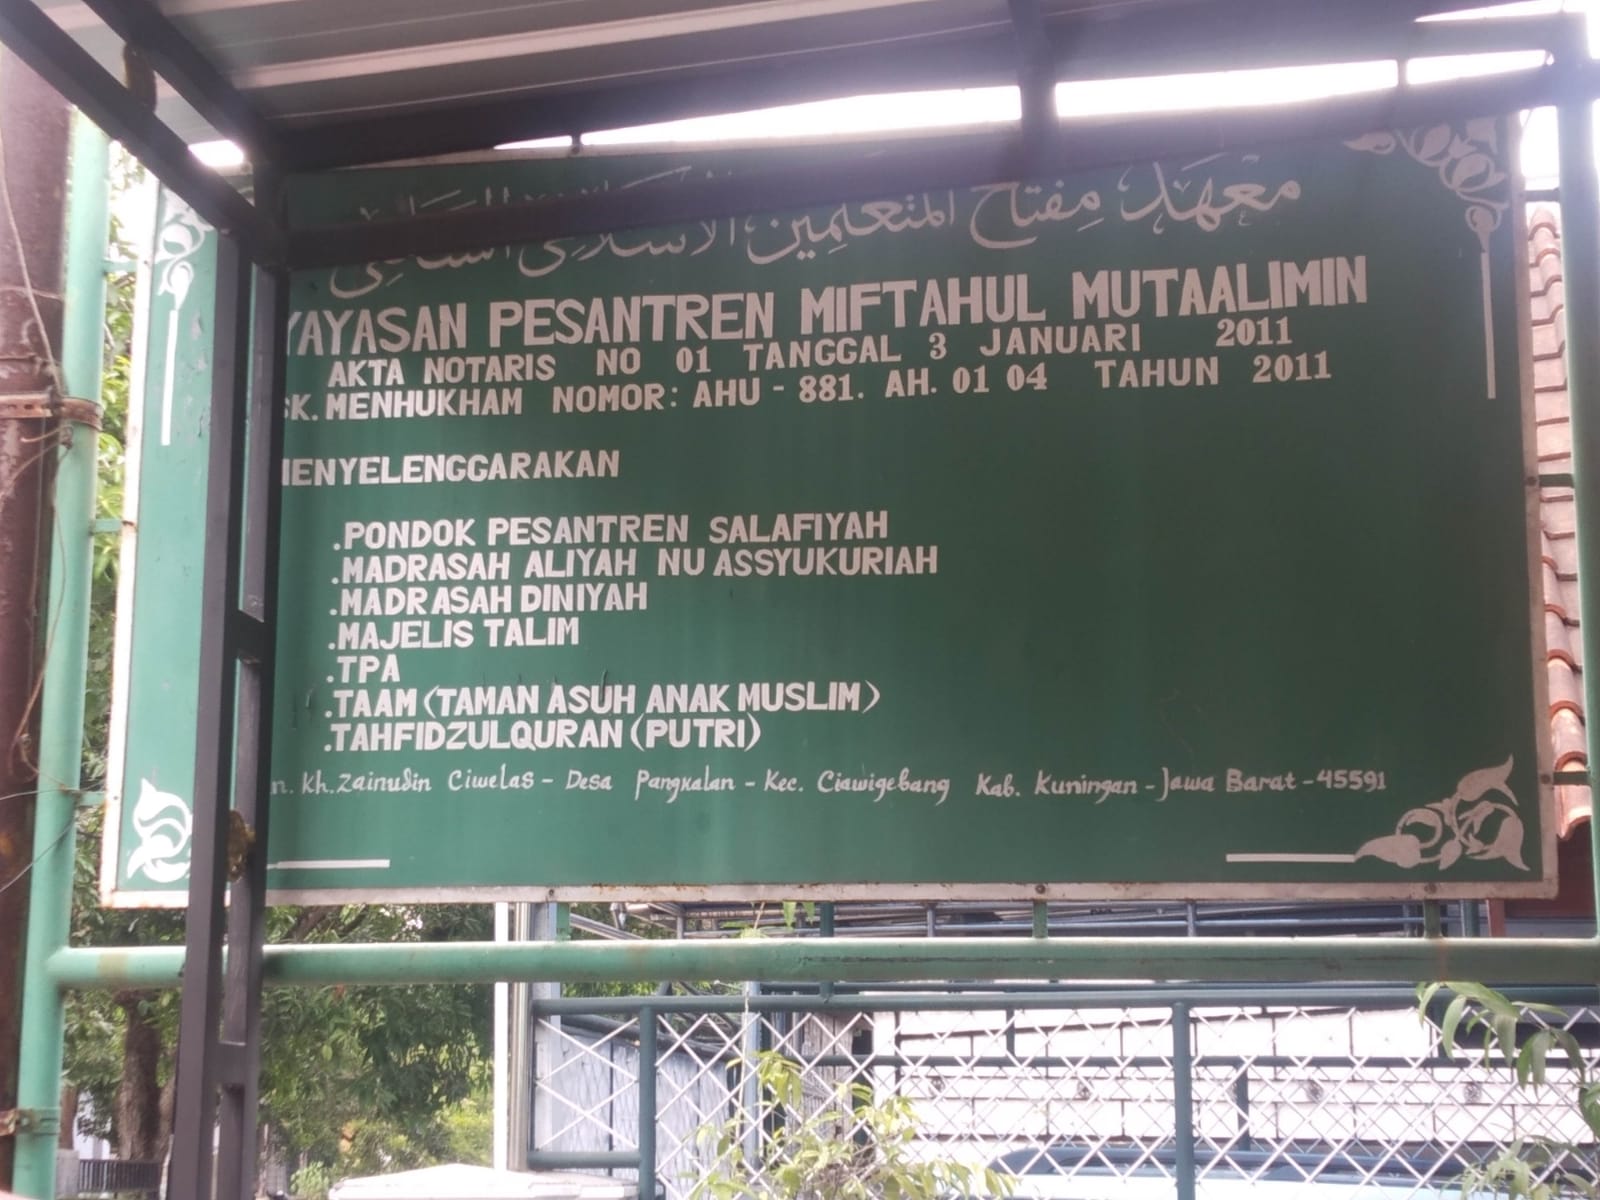 معهد مفتاح المتعلمين الاسلامي السلفي
YAYASAN PESANTREN MIFTAHUL MUTAALIMIN
AKTA NOTARIS NO 01 TANGGAL 3 JANUARI 2011
SK. MENHUKHAM NOMOR: AHU - 881. AH. 01 04 TAHUN 2011
MENYELENGGARAKAN
.PONDOK PESANTREN SALAFIYAH
.MADRASAH ALIYAH NU ASSYUKURIAH
.MADRASAH DINIYAH
.MAJELIS TALIM
.TPA
.TAAM (TAMAN ASUH ANAK MUSLIM)
.TAHFIDZULQURAN (PUTRI)
Kh. Zainudin Ciwelas - Desa Pangkalan - Kec. Ciawigebang Kab. Kuningan - Jawa Barat - 45591